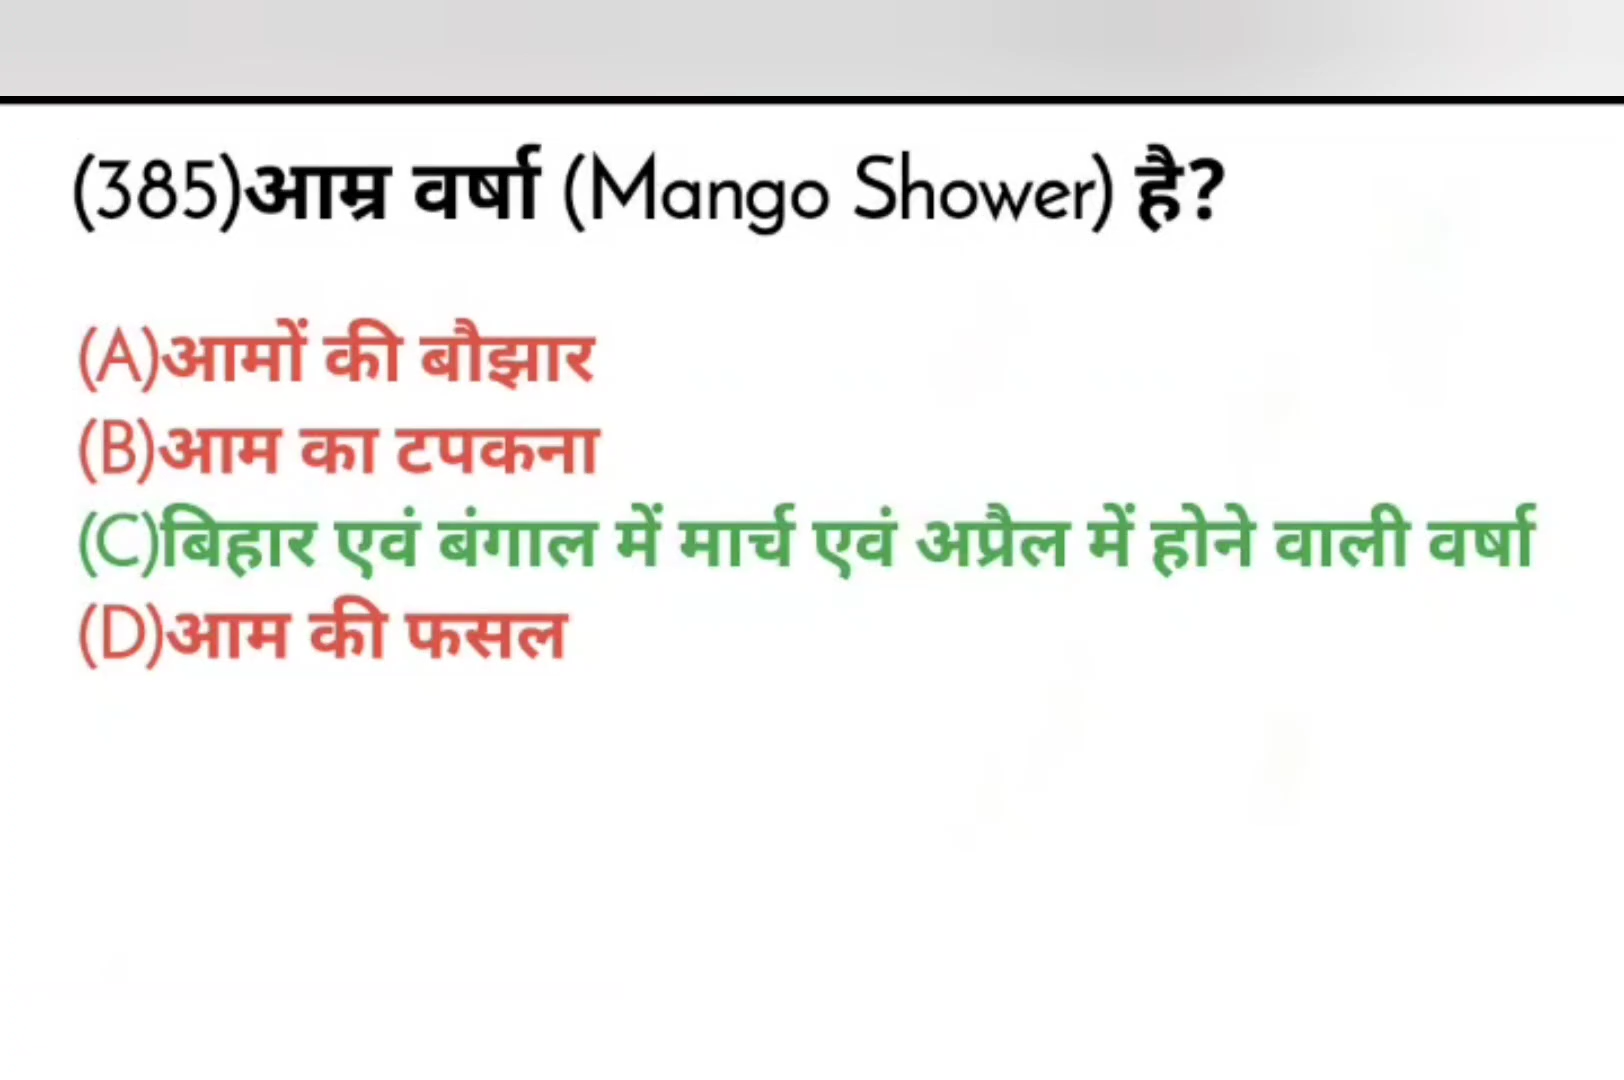 (385)आम्र वर्षा (Mango Shower) है?
(A)आमों की बौझार
(B)आम का टपकना
(C)बिहार एवं बंगाल में मार्च एवं अप्रैल में होने वाली वर्षा
(D)आम की फसल